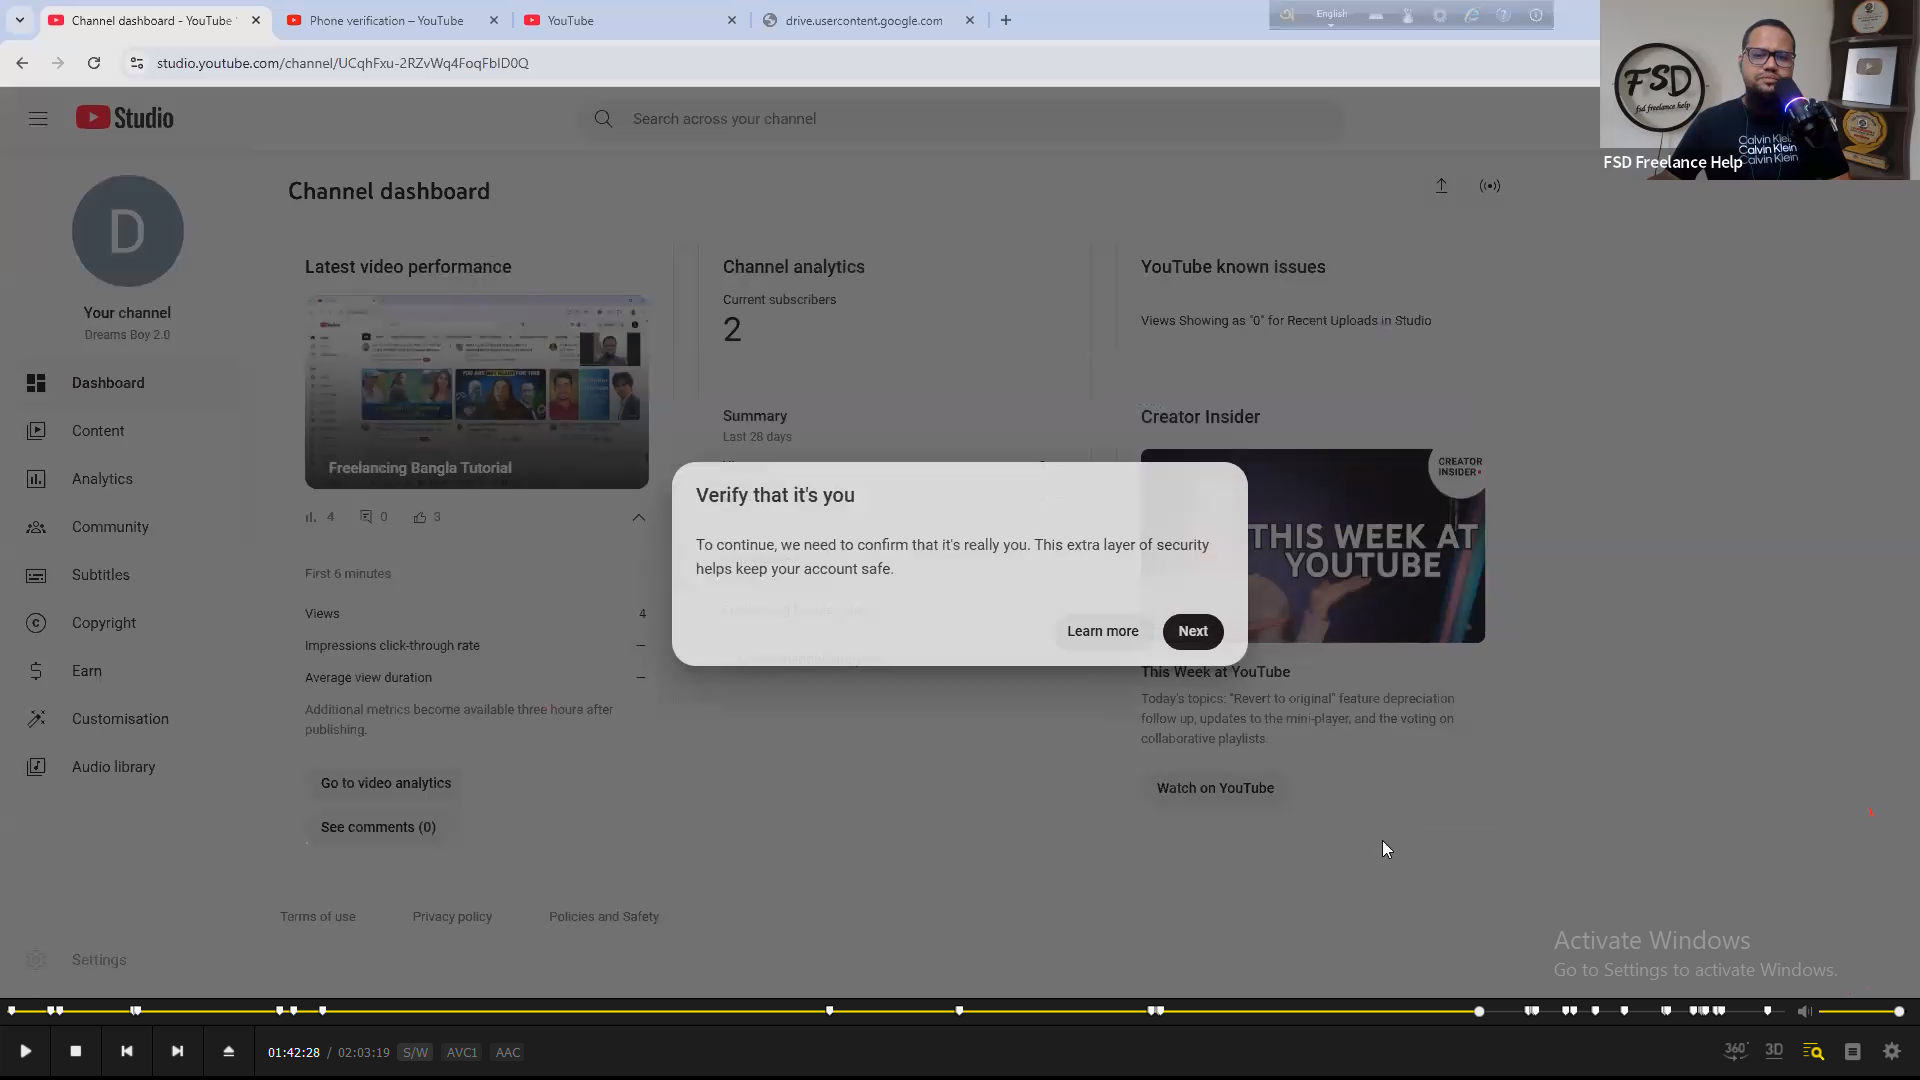 Channel dashboard - YouTube
Phone verification – YouTube
YouTube
drive.usercontent.google.com
English
studio.youtube.com/channel/UCqhFxu-2RZvWq4FoqFbID0Q
Studio
Search across your channel
FSD
fsd freelance help
Calvin Klein
Calvin Klein
Calvin Klein
FSD Freelance Help
D
Your channel
Dreams Boy 2.0
Dashboard
Content
Analytics
Community
Subtitles
Copyright
Earn
Customisation
Audio library
Settings
Channel dashboard
Latest video performance
Freelancing Bangla Tutorial
4
0
3
First 6 minutes
Views 4
Impressions click-through rate —
Average view duration —
Additional metrics become available three hours after
publishing.
Go to video analytics
See comments (0)
Channel analytics
Current subscribers
2
Summary
Last 28 days
YouTube known issues
Views Showing as "0" for Recent Uploads in Studio
Creator Insider
CREATOR
INSIDER
THIS WEEK AT
YOUTUBE
This Week at YouTube
Today's topics: "Revert to original" feature depreciation
follow up, updates to the mini-player, and the voting on
collaborative playlists.
Watch on YouTube
Verify that it's you
To continue, we need to confirm that it's really you. This extra layer of security
helps keep your account safe.
Learn more
Next
Terms of use
Privacy policy
Policies and Safety
Activate Windows
Go to Settings to activate Windows.
01:42:28 / 02:03:19 S/W AVC1 AAC
360°
3D